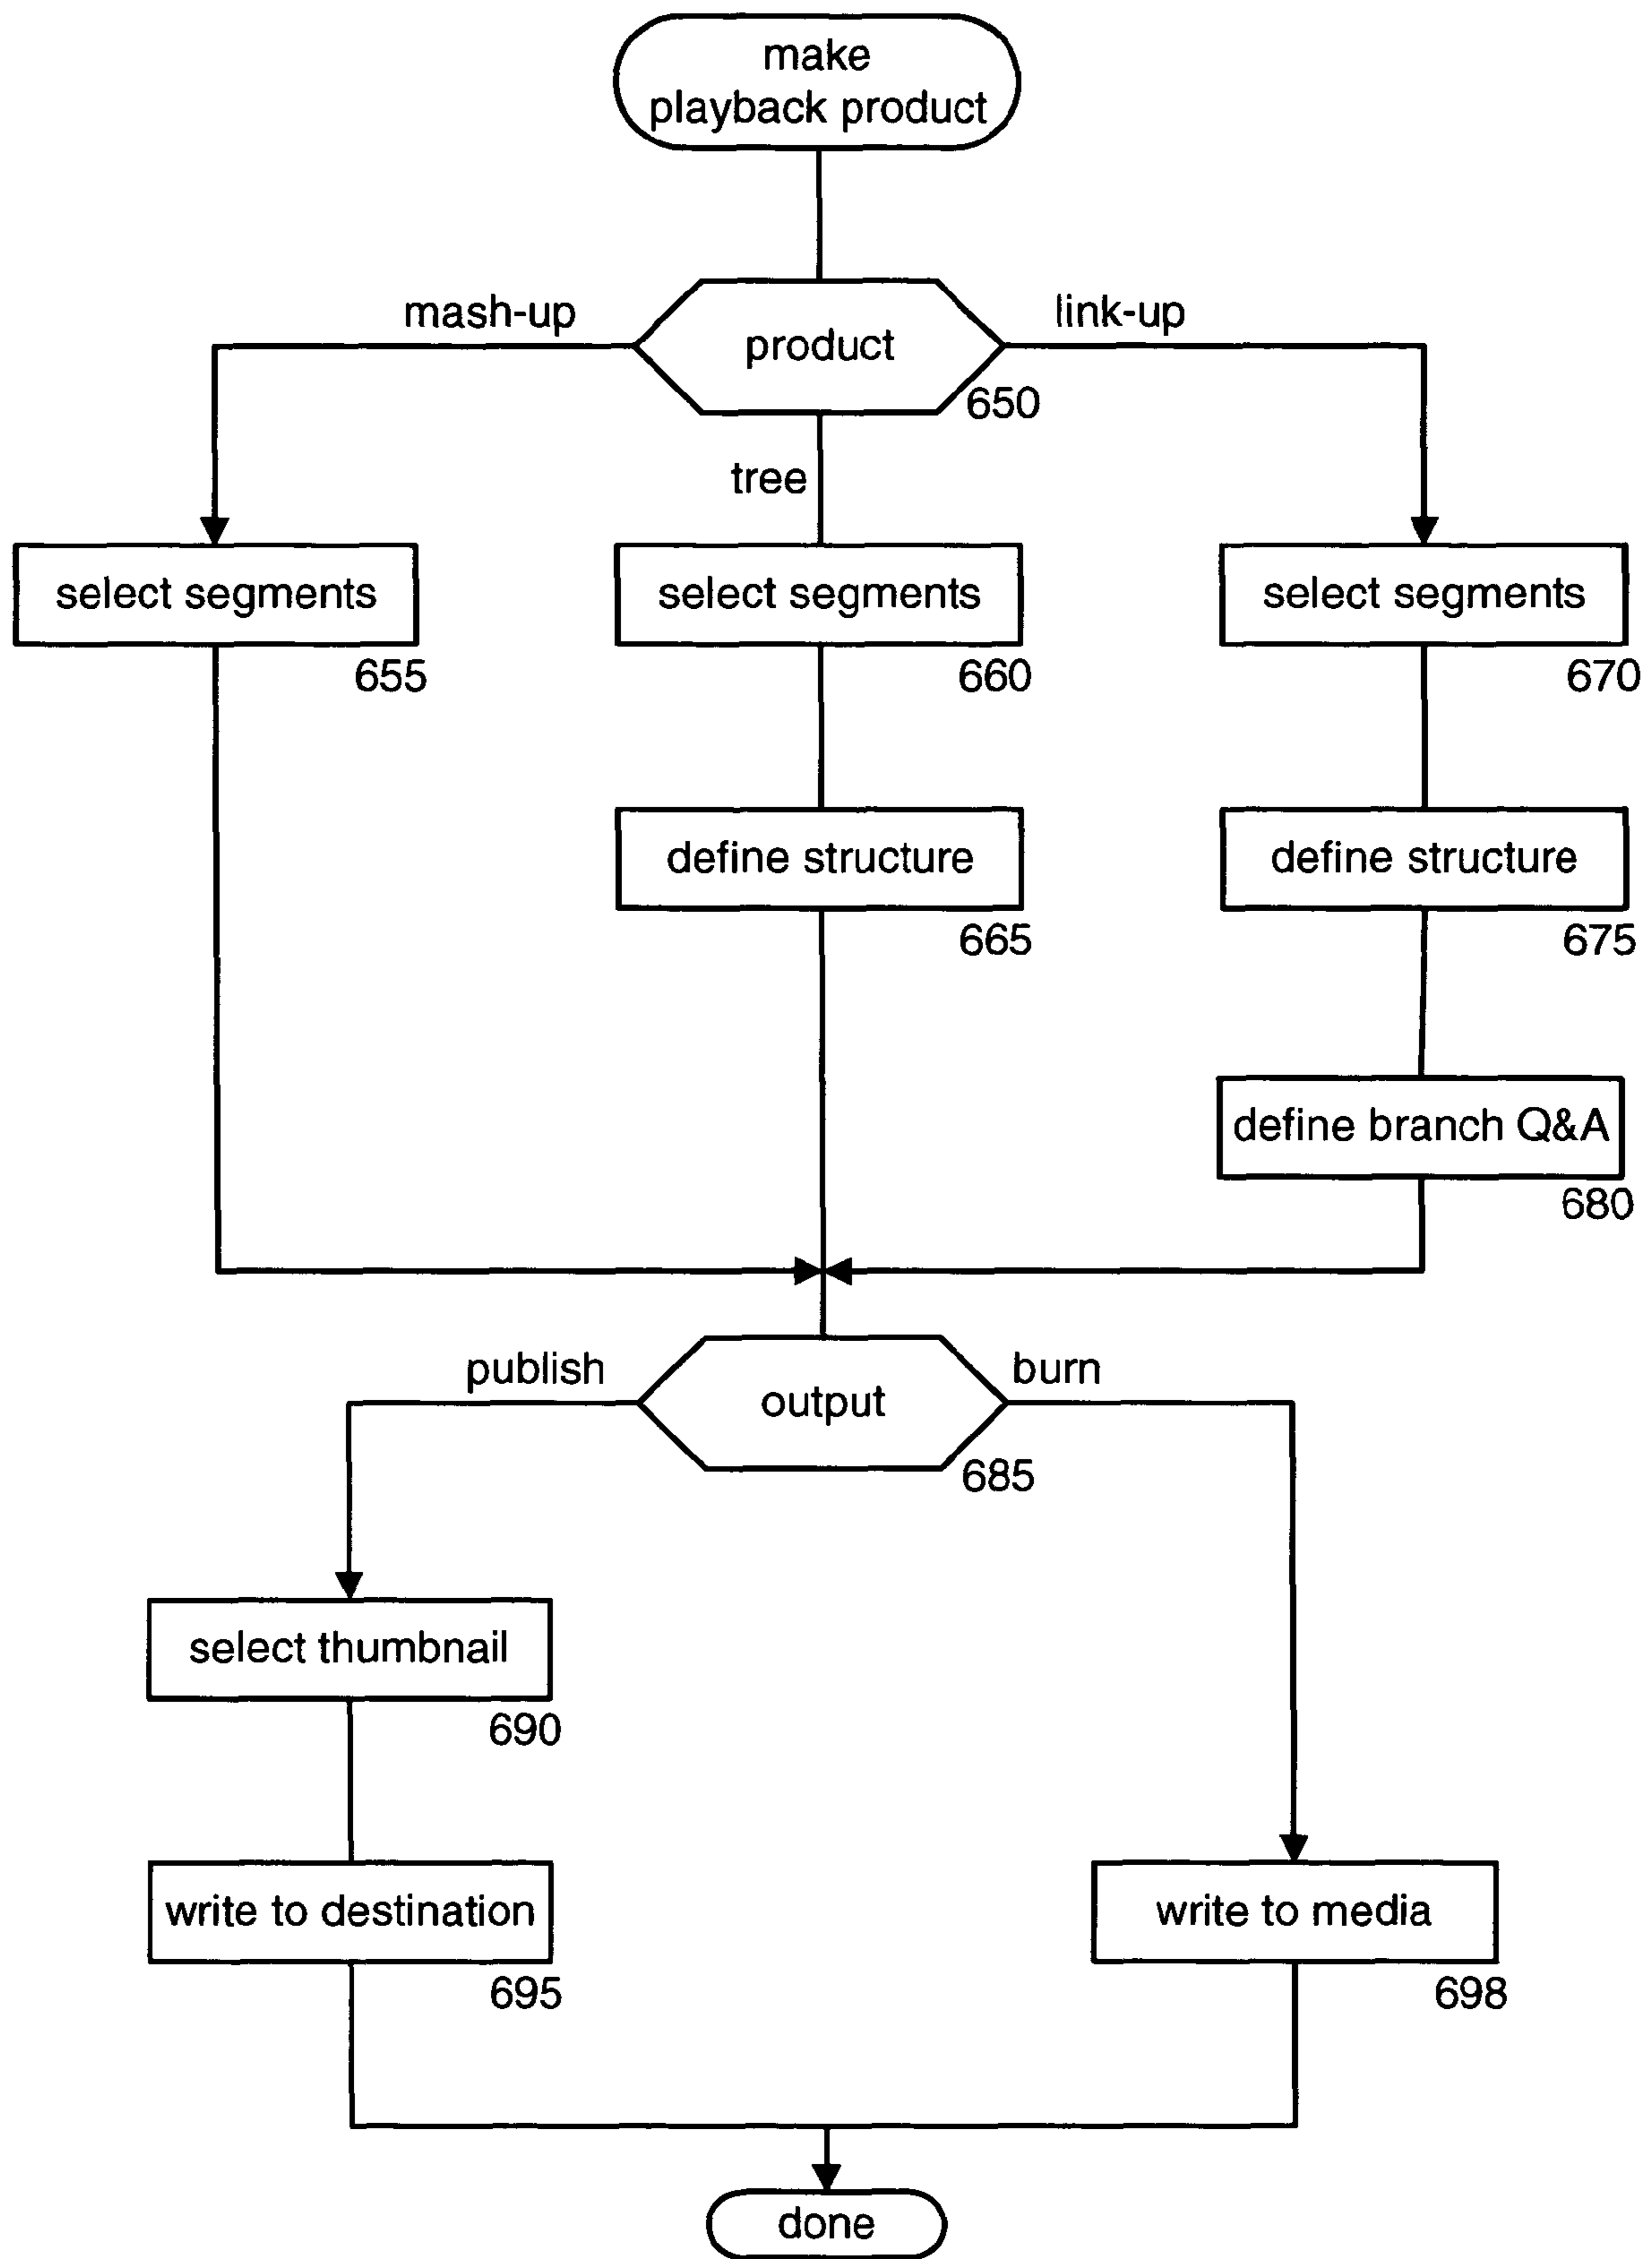 make
playback product
mash-up
link-up
product
650
tree
select segments
select segments
select segments
655
660
670
define structure
define structure
665
675
define branch Q&A
680
publish
burn
output
685
select thumbnail
690
write to destination
write to media
695
698
done